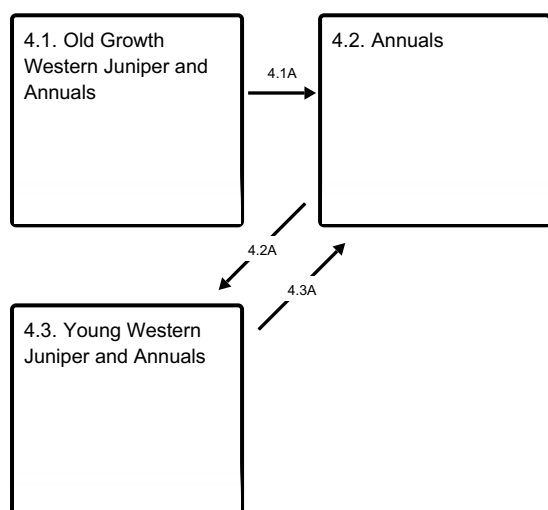 4.1. Old Growth
Western Juniper and
Annuals
4.1A
4.2. Annuals
4.2A
4.3A
4.3. Young Western
Juniper and Annuals